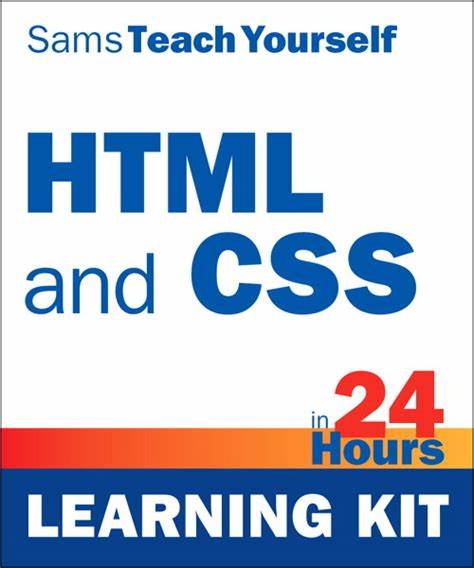 Sams Teach Yourself
HTML
and CSS
in 24
Hours
LEARNING KIT